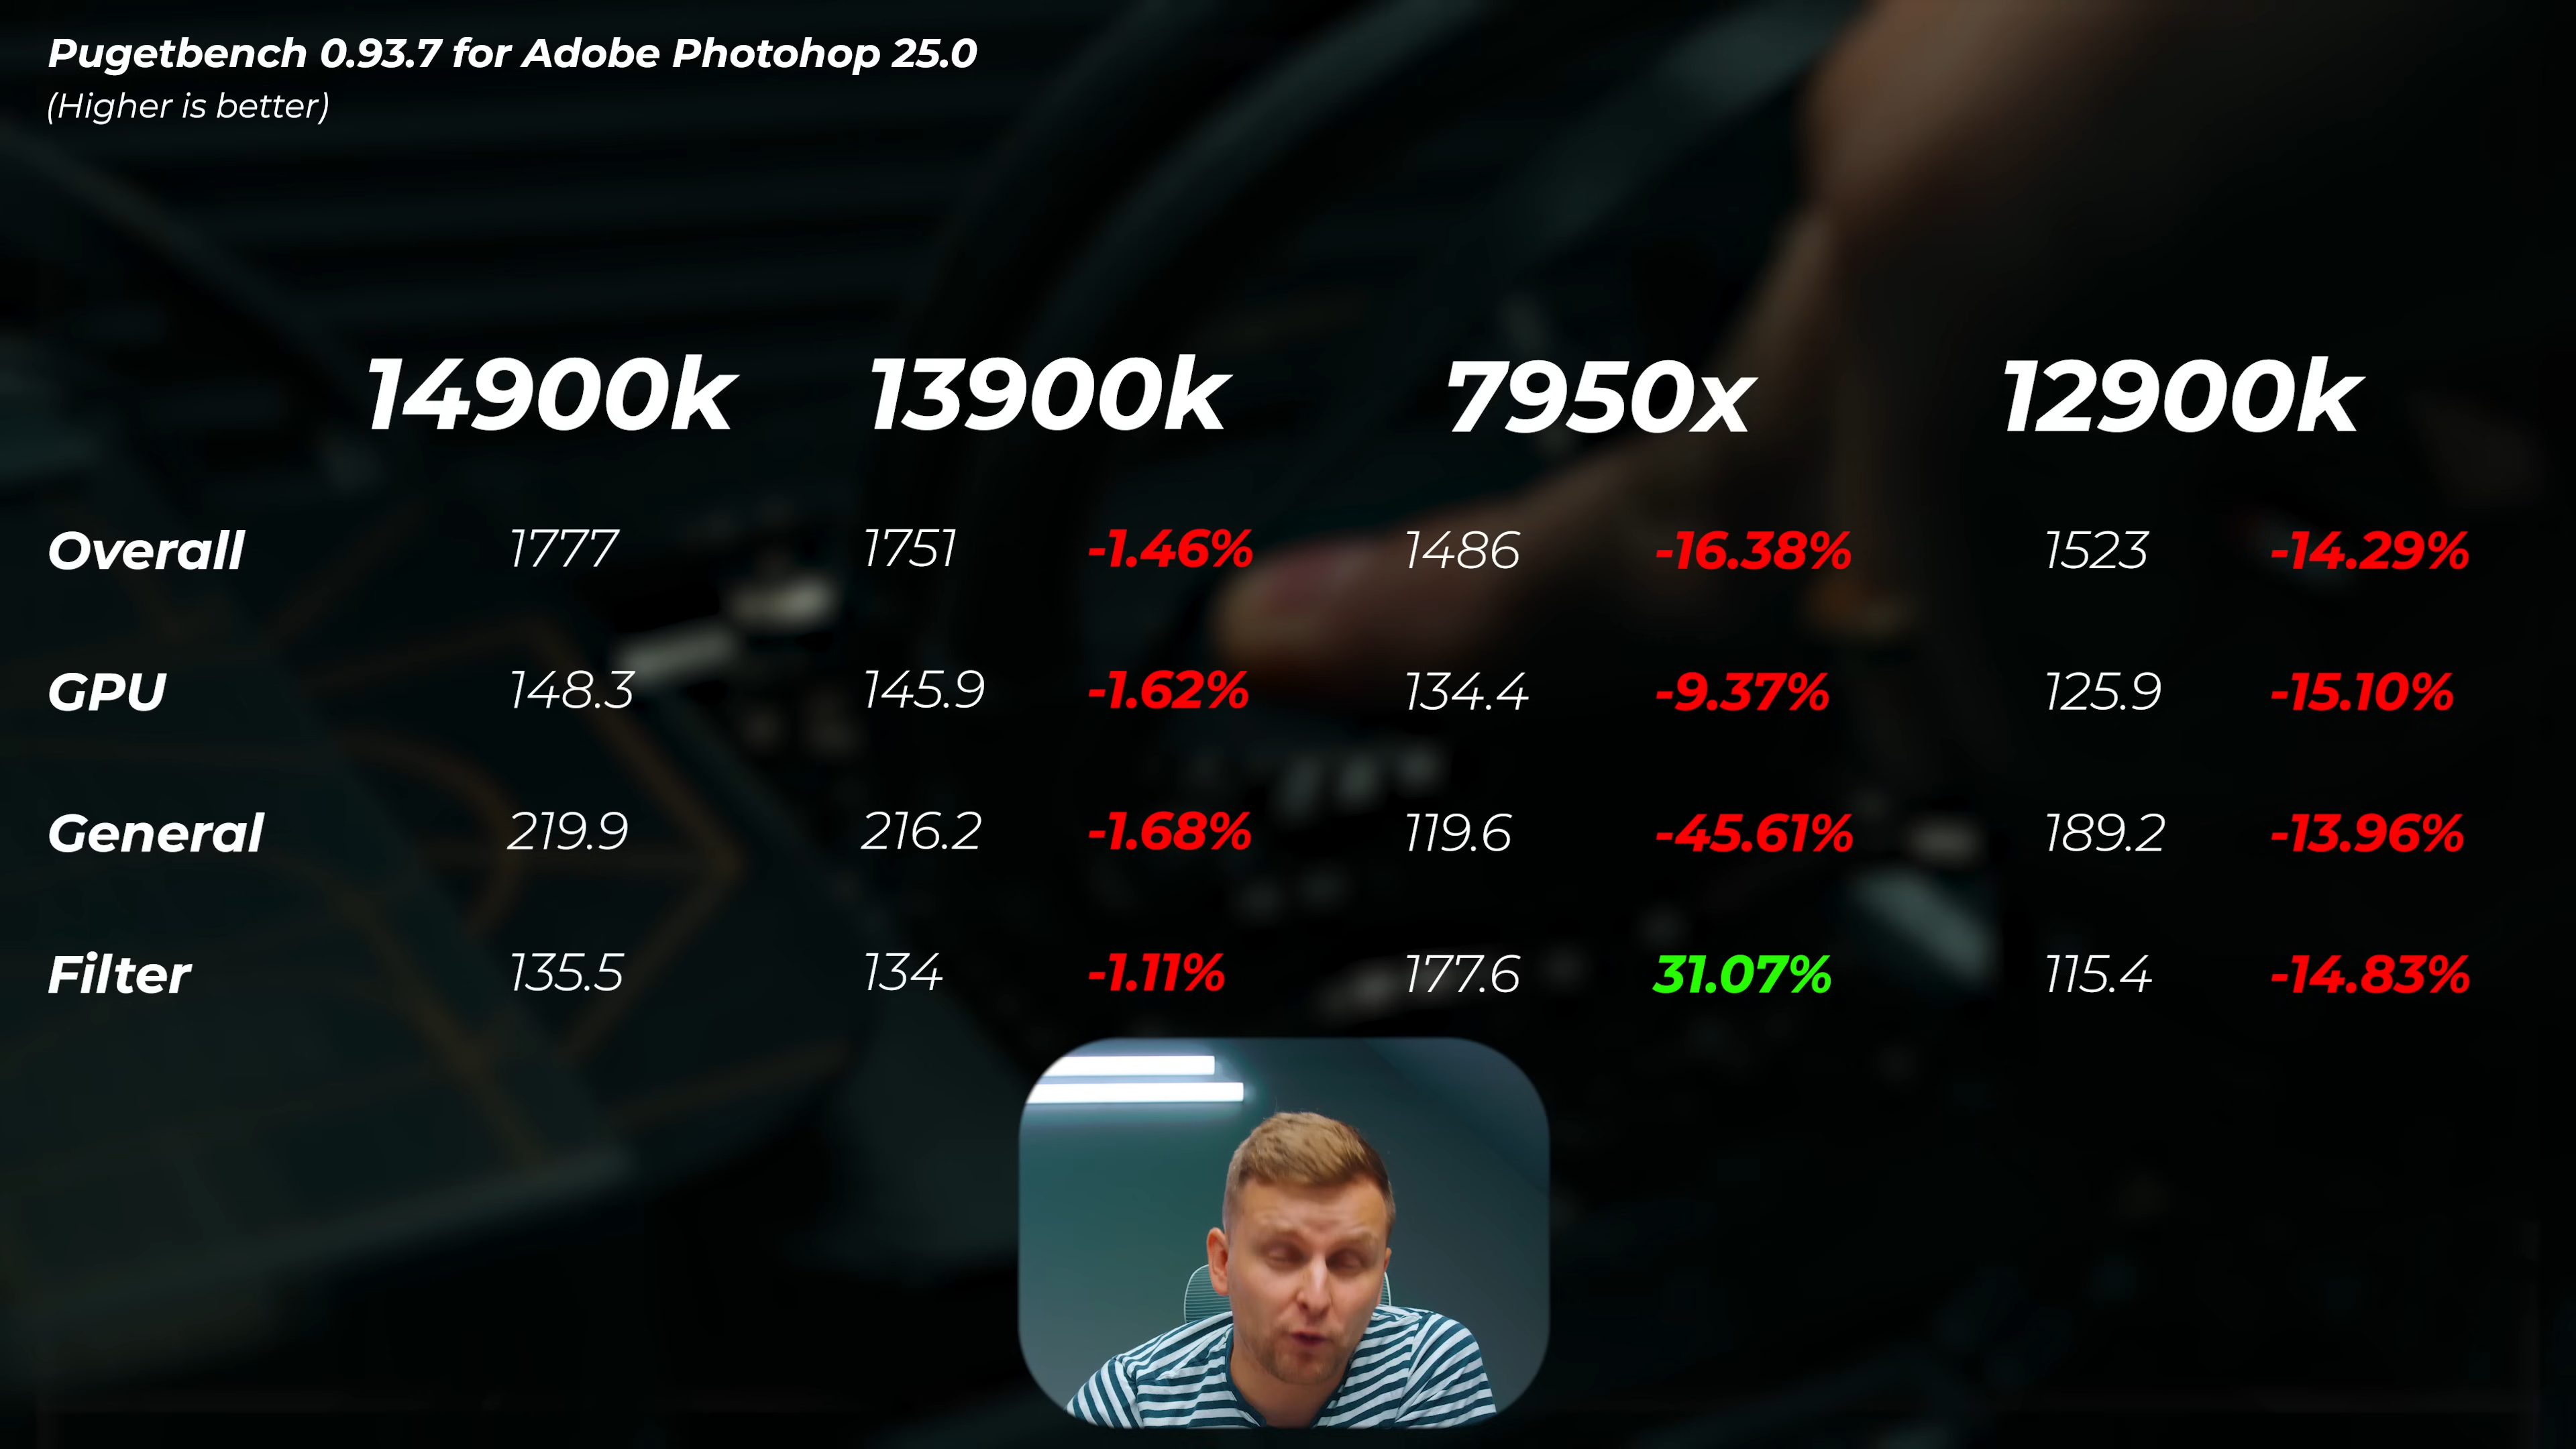 Pugetbench 0.93.7 for Adobe Photohop 25.0
(Higher is better)
14900k 13900k 7950x 12900k
Overall 1777 1751 -1.46% 1486 -16.38% 1523 -14.29%
GPU 148.3 145.9 -1.62% 134.4 -9.37% 125.9 -15.10%
General 219.9 216.2 -1.68% 119.6 -45.61% 189.2 -13.96%
Filter 135.5 134 -1.11% 177.6 31.07% 115.4 -14.83%